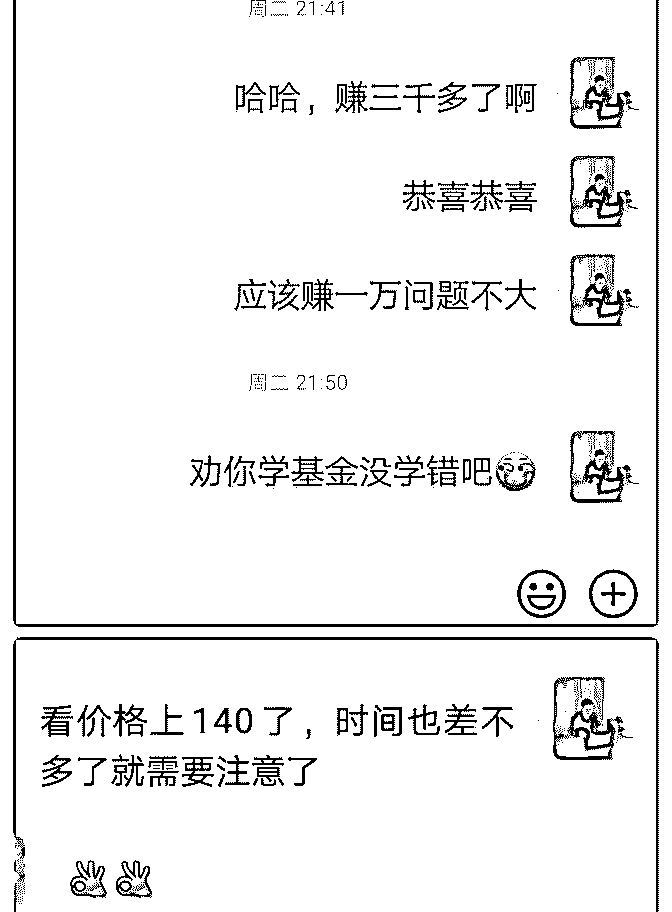 周二 21:41
哈哈，赚三千多了啊
恭喜恭喜
应该赚一万问题不大
周二 21:50
劝你学基金没学错吧
看价格上140了，时间也差不
多了就需要注意了